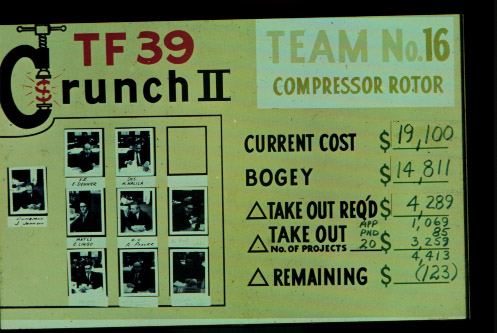 TF 39
Crunch II
TEAM No. 16
COMPRESSOR ROTOR
CURRENT COST $ 19,100
BOGEY $ 14,811
△ TAKE OUT REQ'D $ 4,289
△ TAKE OUT APP 1,069
No. OF PROJECTS 20 PND $ 85
3,259
4,413
△ REMAINING $ (123)